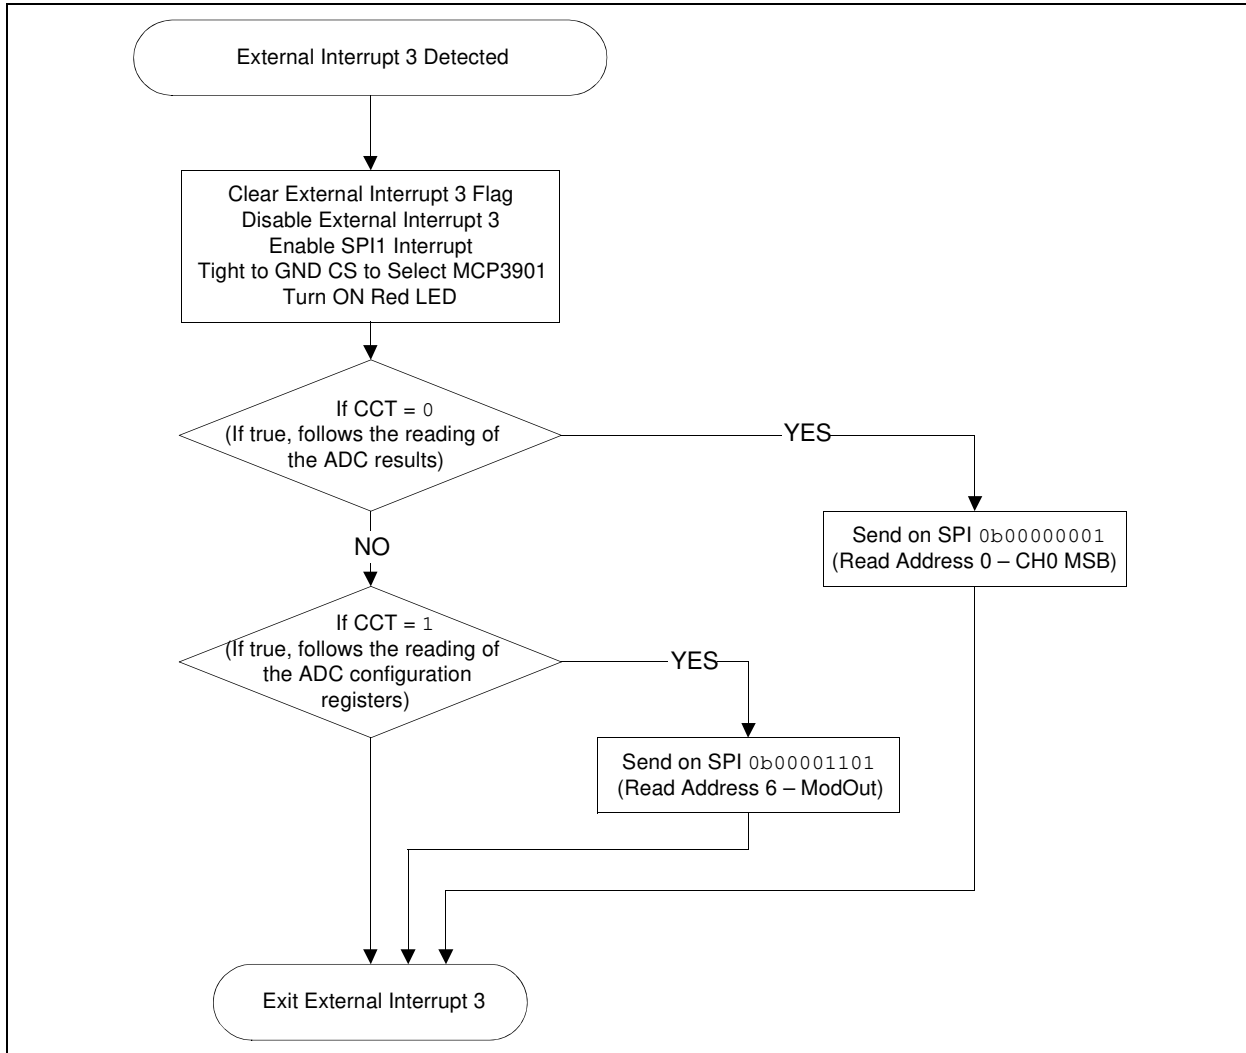 External Interrupt 3 Detected
Clear External Interrupt 3 Flag
Disable External Interrupt 3
Enable SPI1 Interrupt
Tight to GND CS to Select MCP3901
Turn ON Red LED
If CCT = 0
(If true, follows the reading of
the ADC results)
YES
Send on SPI 0b00000001
(Read Address 0 – CH0 MSB)
NO
If CCT = 1
(If true, follows the reading of
the ADC configuration
registers)
YES
Send on SPI 0b00001101
(Read Address 6 – ModOut)
Exit External Interrupt 3